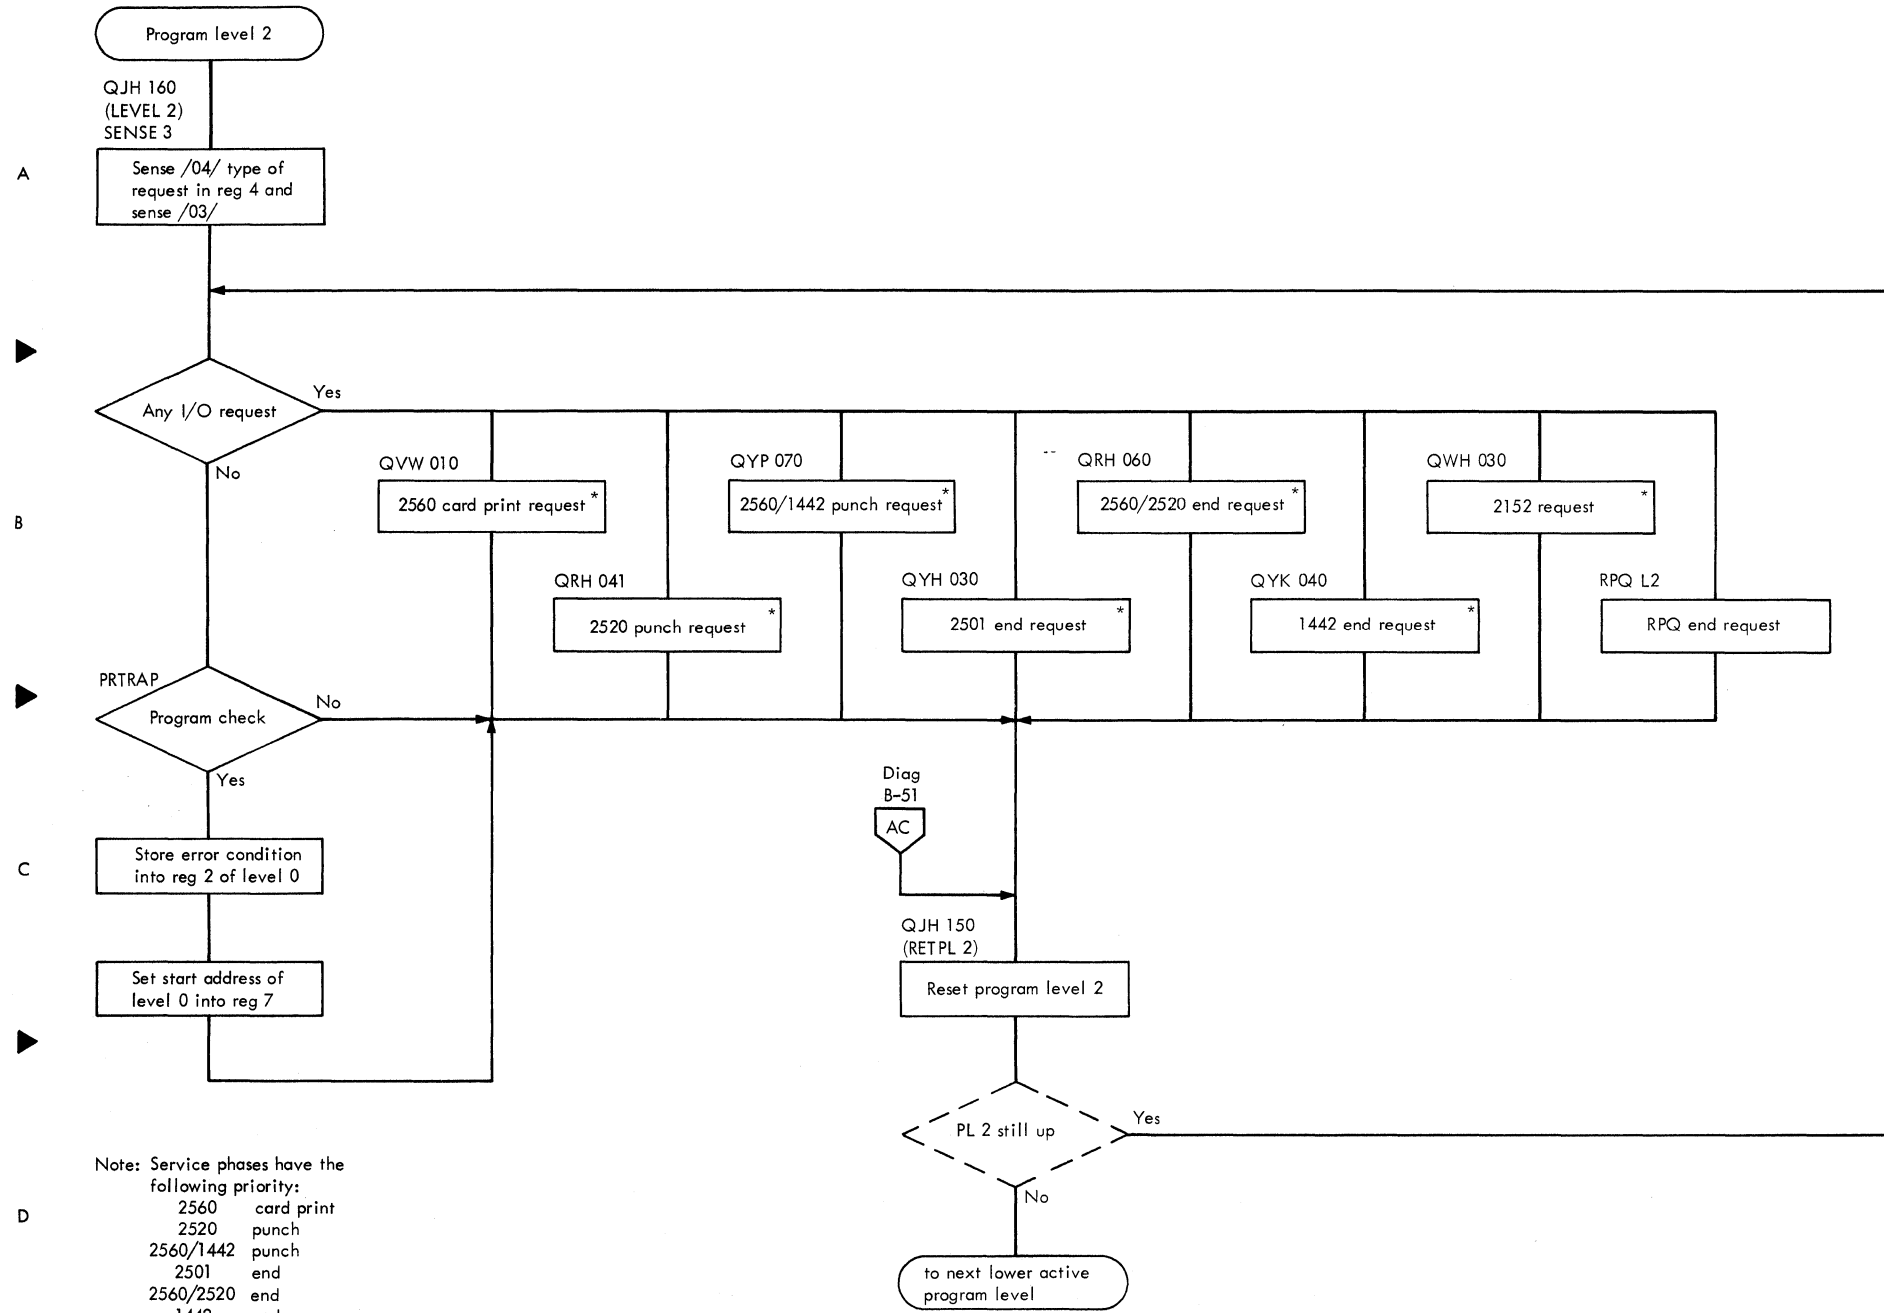 Program level 2
QJH 160
(LEVEL 2)
SENSE 3
A
Sense /04/ type of
request in reg 4 and
sense /03/
Any I/O request
Yes
No
B
QVW 010
2560 card print request *
QRH 041
2520 punch request *
QYP 070
2560/1442 punch request *
QYH 030
2501 end request *
QRH 060
2560/2520 end request *
QYK 040
1442 end request *
QWH 030
2152 request *
RPQ L2
RPQ end request
PRTRAP
Program check
No
Yes
Diag
B-51
AC
C
Store error condition
into reg 2 of level 0
Set start address of
level 0 into reg 7
QJH 150
(RETPL 2)
Reset program level 2
PL 2 still up
Yes
No
D
to next lower active
program level
Note: Service phases have the
following priority:
2560 card print
2520 punch
2560/1442 punch
2501 end
2560/2520 end